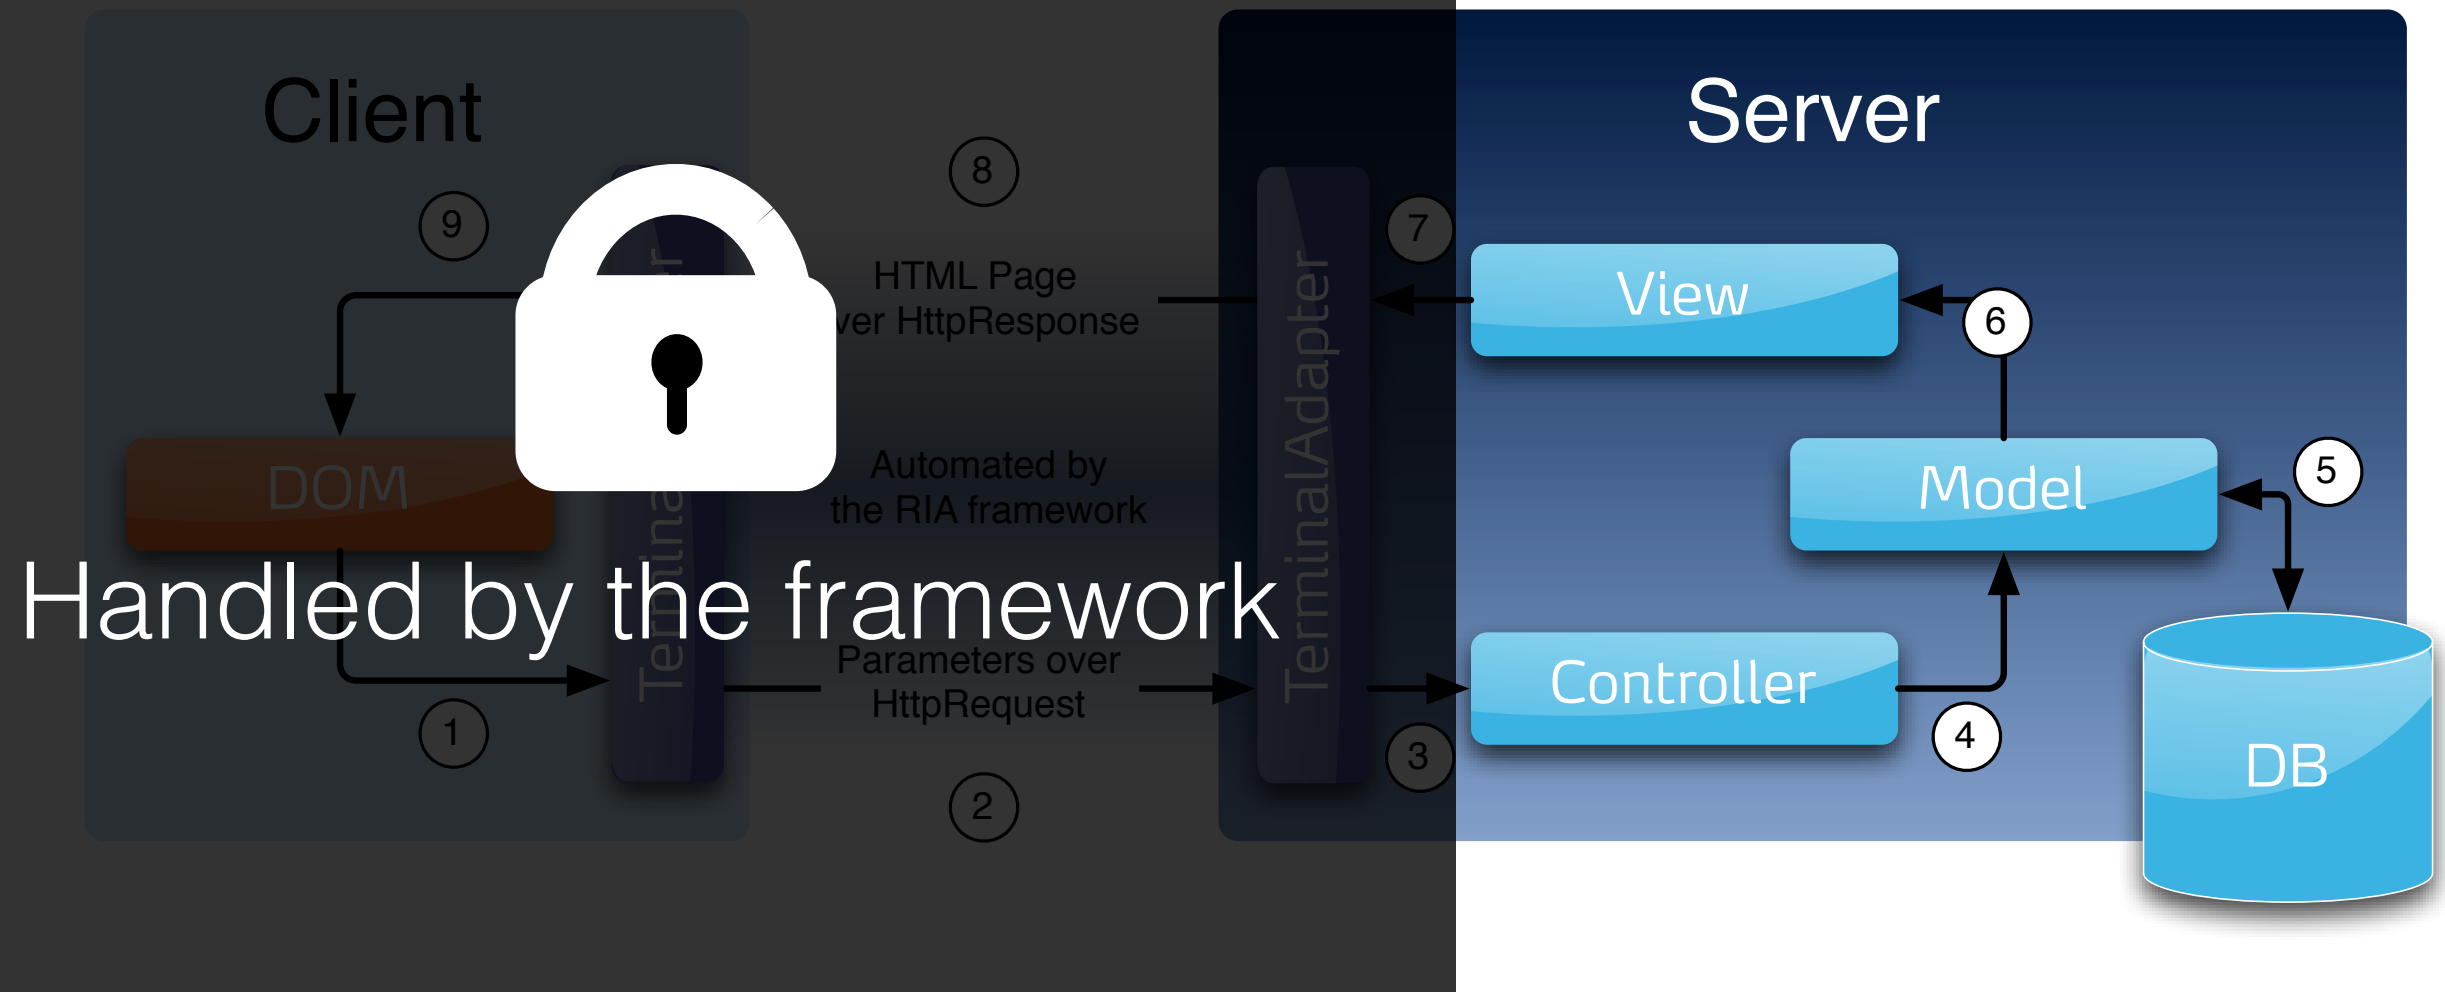 Client
Server
8
9
7
HTML Page
ver HttpResponse
View
6
TerminalAdapter
Automated by
the RIA framework
DOM
Model
5
Handled by the framework
Parameters over
HttpRequest
Controller
1
3
4
DB
2